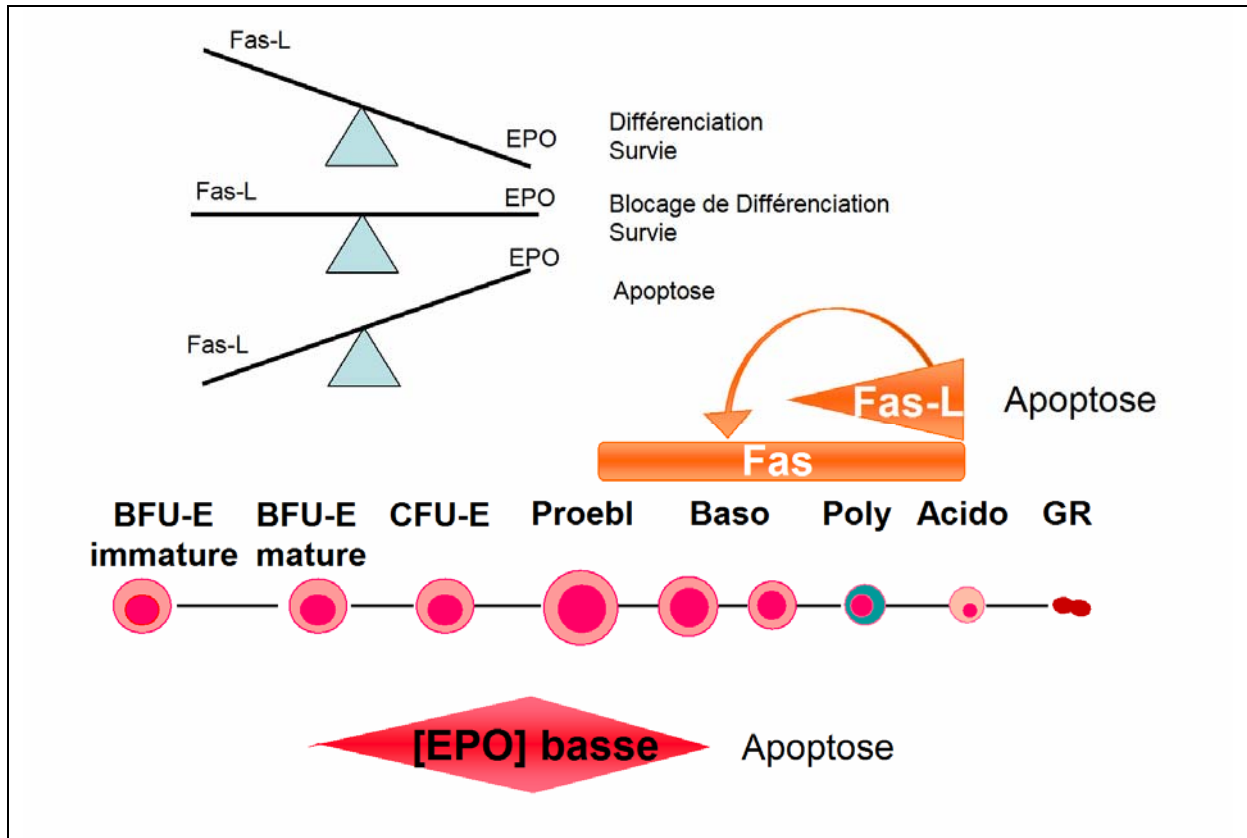 Fas-L
EPO
Différenciation
Survie
Fas-L
EPO
Blocage de Différenciation
Survie
EPO
Fas-L
Apoptose
Fas-L
Apoptose
Fas
BFU-E
immature
BFU-E
mature
CFU-E
Proebl
Baso
Poly
Acido
GR
[EPO] basse
Apoptose